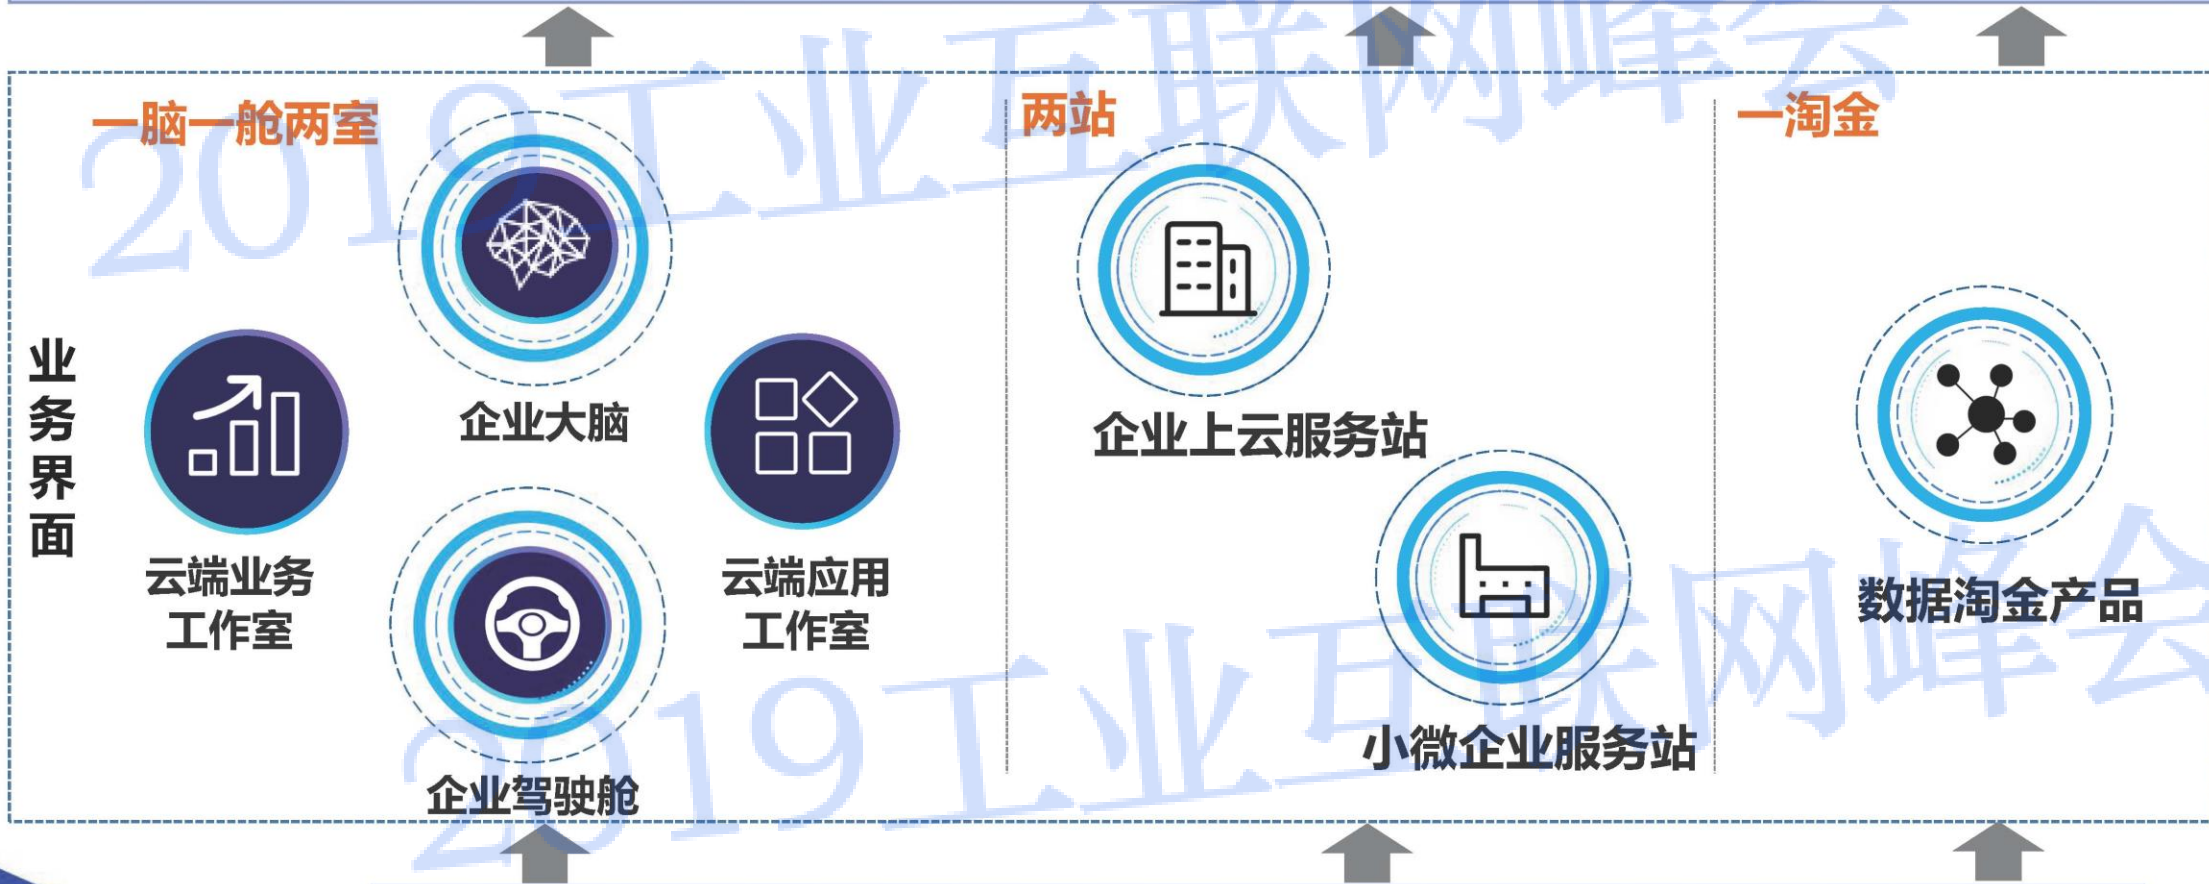 2019工业互联网峰会
一脑一舱两室
两站
一淘金
业务界面
企业大脑
企业上云服务站
云端业务
工作室
云端应用
工作室
数据淘金产品
小微企业服务站
企业驾驶舱
2019工业互联网峰会